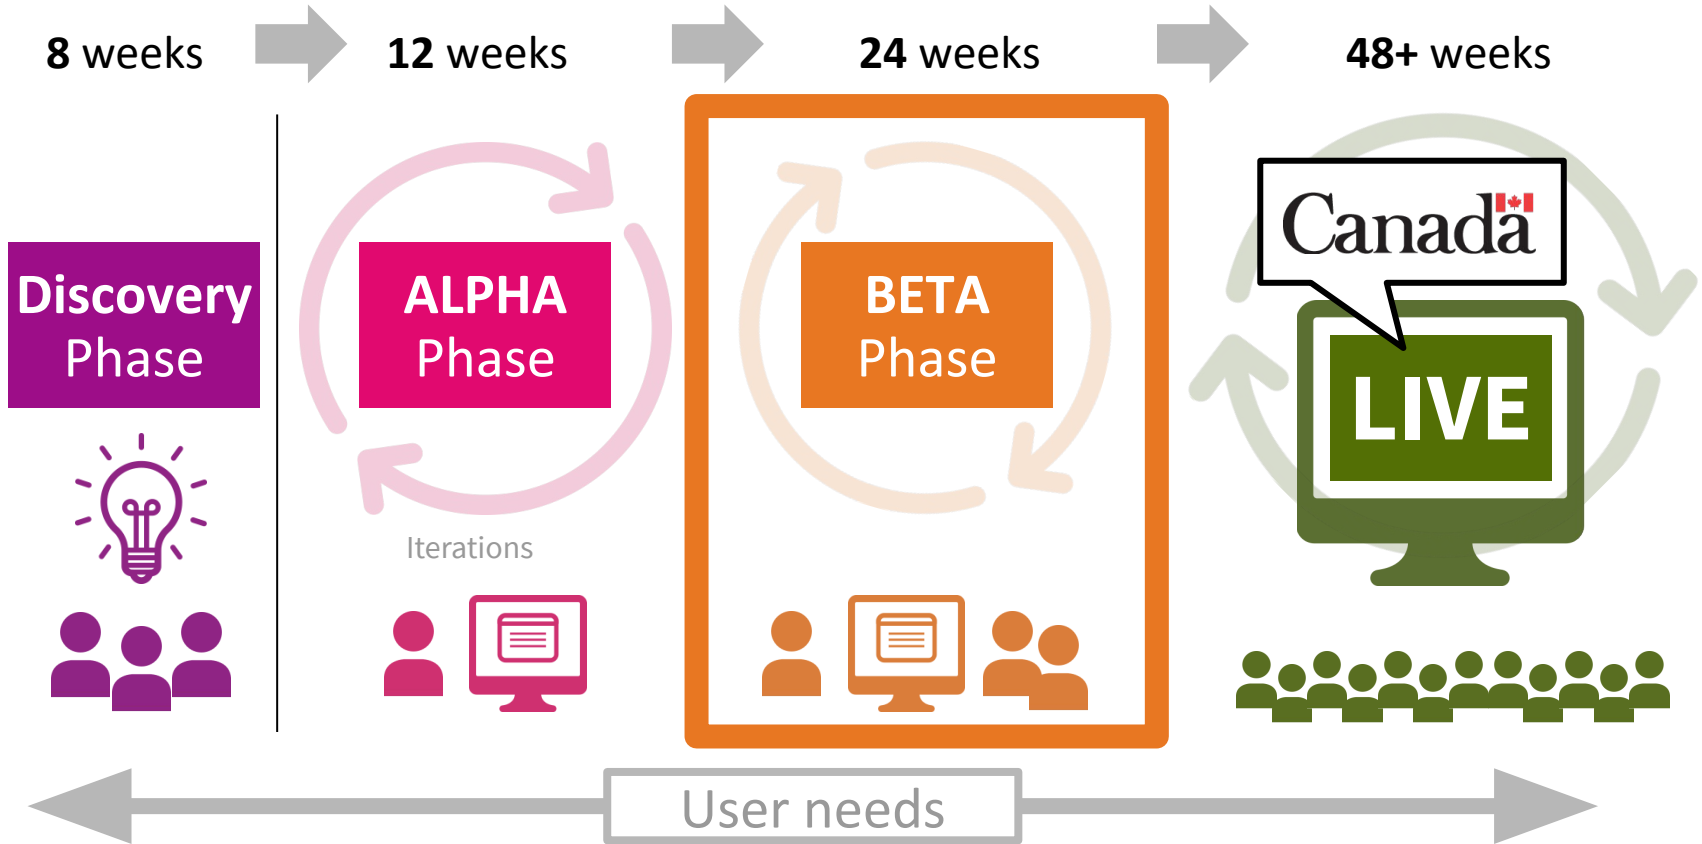 8 weeks
12 weeks
24 weeks
48+ weeks
Discovery
Phase
ALPHA
Phase
Iterations
BETA
Phase
Canada
LIVE
User needs